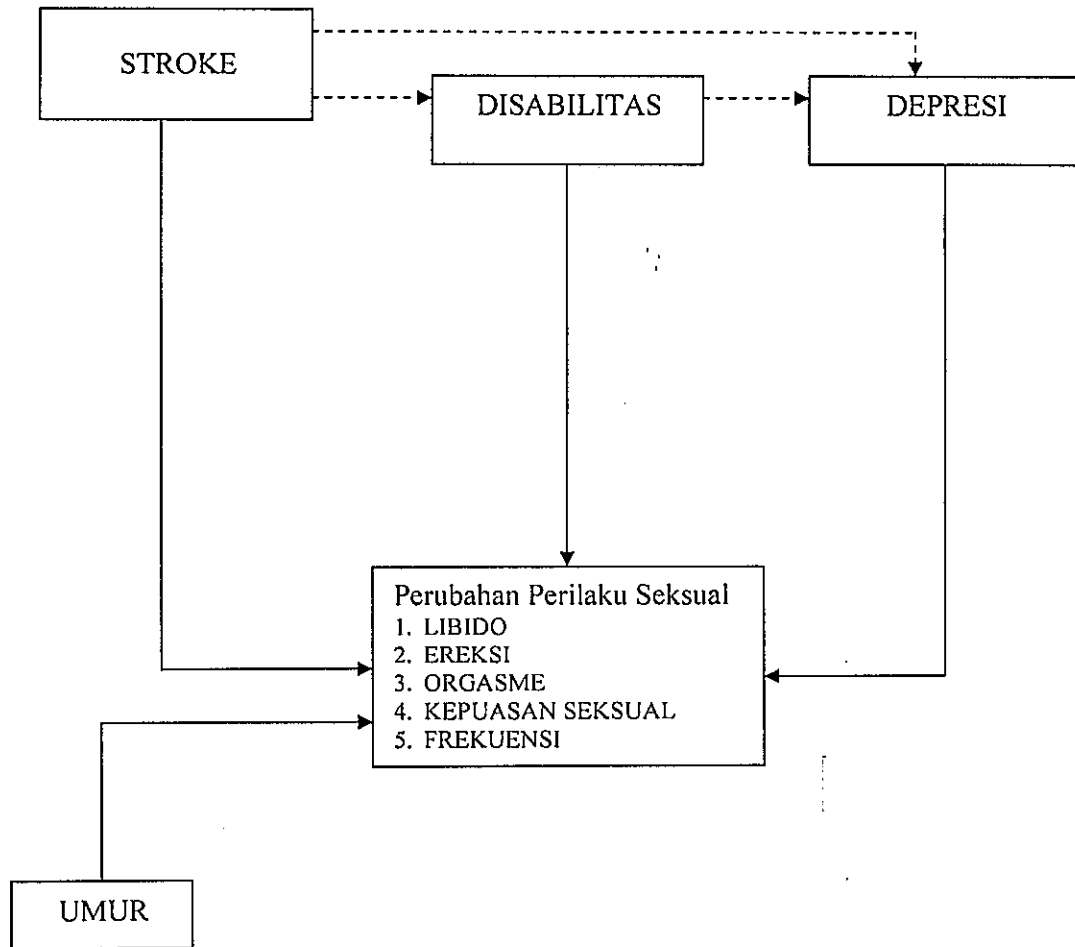 STROKE
DISABILITAS
DEPRESI
Perubahan Perilaku Seksual
1. LIBIDO
2. EREKSI
3. ORGASME
4. KEPUASAN SEKSUAL
5. FREKUENSI
UMUR